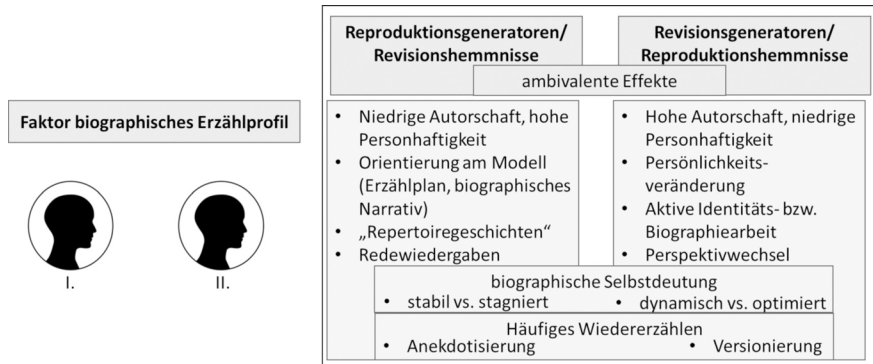 Faktor biographisches Erzählprofil
I.
II.
Reproduktionsgeneratoren/
Revisionshemmnisse
Revisionsgeneratoren/
Reproduktionshemmnisse
ambivalente Effekte
• Niedrige Autorschaft, hohe
Personhaftigkeit
• Orientierung am Modell
(Erzählplan, biographisches
Narrativ)
• „Repertoiregeschichten“
• Redewiedergaben
• Hohe Autorschaft, niedrige
Personhaftigkeit
• Persönlichkeits-
veränderung
• Aktive Identitäts- bzw.
Biographiearbeit
• Perspektivwechsel
biographische Selbstdeutung
• stabil vs. stagniert
• dynamisch vs. optimiert
Häufiges Wiedererzählen
• Anekdotisierung
• Versionierung